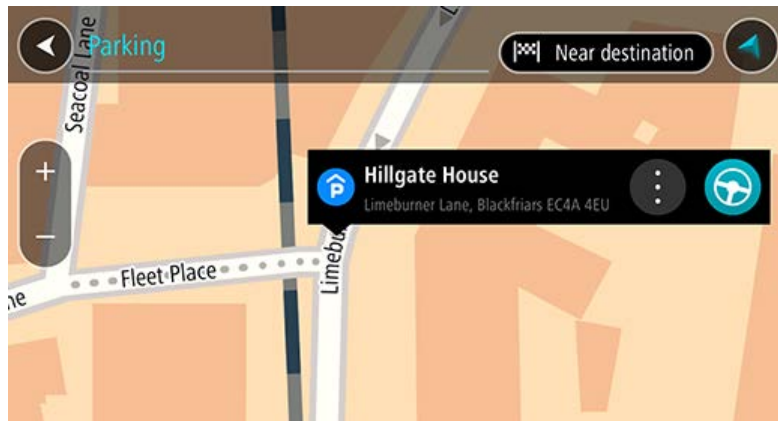 Parking
Near destination
Seacoal Lane
+
Hillgate House
Limeburner Lane, Blackfriars EC4A 4EU
−
Fleet Place
Limebu
ne
P